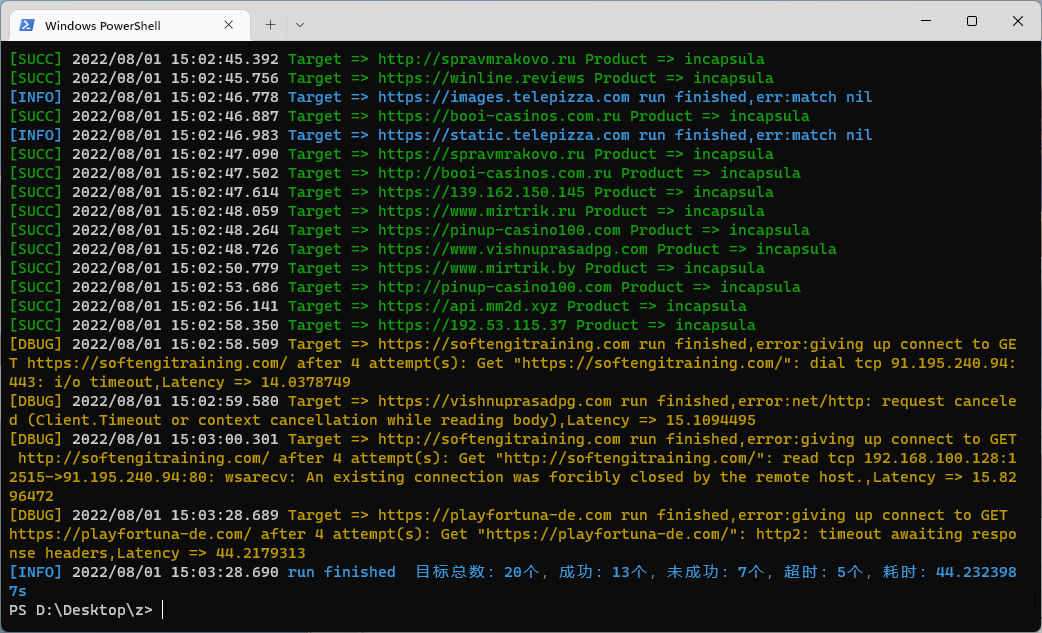 Windows PowerShell
[SUCC] 2022/08/01 15:02:45.392 Target => http://spravmrakovo.ru Product => incapsula
[SUCC] 2022/08/01 15:02:45.756 Target => https://winline.reviews Product => incapsula
[INFO] 2022/08/01 15:02:46.778 Target => https://images.telepizza.com run finished,err:match nil
[SUCC] 2022/08/01 15:02:46.887 Target => https://booi-casinos.com.ru Product => incapsula
[INFO] 2022/08/01 15:02:46.983 Target => https://static.telepizza.com run finished,err:match nil
[SUCC] 2022/08/01 15:02:47.090 Target => https://spravmrakovo.ru Product => incapsula
[SUCC] 2022/08/01 15:02:47.502 Target => http://booi-casinos.com.ru Product => incapsula
[SUCC] 2022/08/01 15:02:47.614 Target => https://139.162.150.145 Product => incapsula
[SUCC] 2022/08/01 15:02:48.059 Target => https://www.mirtrik.ru Product => incapsula
[SUCC] 2022/08/01 15:02:48.264 Target => https://pinup-casino100.com Product => incapsula
[SUCC] 2022/08/01 15:02:48.726 Target => https://www.vishnuprasadpg.com Product => incapsula
[SUCC] 2022/08/01 15:02:50.779 Target => https://www.mirtrik.by Product => incapsula
[SUCC] 2022/08/01 15:02:53.686 Target => http://pinup-casino100.com Product => incapsula
[SUCC] 2022/08/01 15:02:56.141 Target => https://api.mm2d.xyz Product => incapsula
[SUCC] 2022/08/01 15:02:58.350 Target => https://192.53.115.37 Product => incapsula
[DBUG] 2022/08/01 15:02:58.509 Target => https://softengitraining.com run finished,error:giving up connect to GE
T https://softengitraining.com/ after 4 attempt(s): Get "https://softengitraining.com/": dial tcp 91.195.240.94:
443: i/o timeout,Latency => 14.0378749
[DBUG] 2022/08/01 15:02:59.580 Target => https://vishnuprasadpg.com run finished,error:net/http: request cancele
d (Client.Timeout or context cancellation while reading body),Latency => 15.1094495
[DBUG] 2022/08/01 15:03:00.301 Target => http://softengitraining.com run finished,error:giving up connect to GET
http://softengitraining.com/ after 4 attempt(s): Get "http://softengitraining.com/": read tcp 192.168.100.128:1
2515->91.195.240.94:80: wsarecv: An existing connection was forcibly closed by the remote host.,Latency => 15.82
96472
[DBUG] 2022/08/01 15:03:28.689 Target => https://playfortuna-de.com run finished,error:giving up connect to GET
https://playfortuna-de.com/ after 4 attempt(s): Get "https://playfortuna-de.com/": http2: timeout awaiting respo
nse headers,Latency => 44.2179313
[INFO] 2022/08/01 15:03:28.690 run finished  目标总数: 20个, 成功: 13个, 未成功: 7个, 超时: 5个, 耗时: 44.232398
7s
PS D:\Desktop\z>